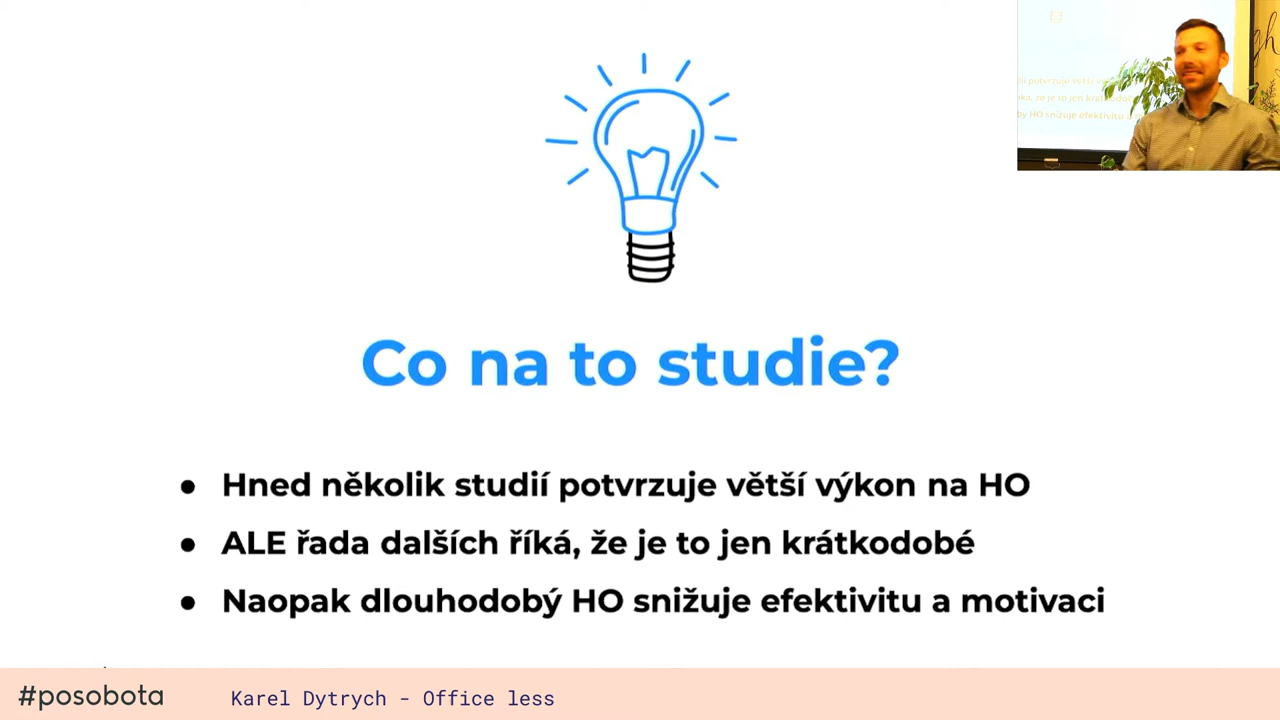 Co na to studie?
● Hned několik studií potvrzuje větší výkon na HO
● ALE řada dalších říká, že je to jen krátkodobé
● Naopak dlouhodobý HO snižuje efektivitu a motivaci
#posobota
Karel Dytrych - Office less